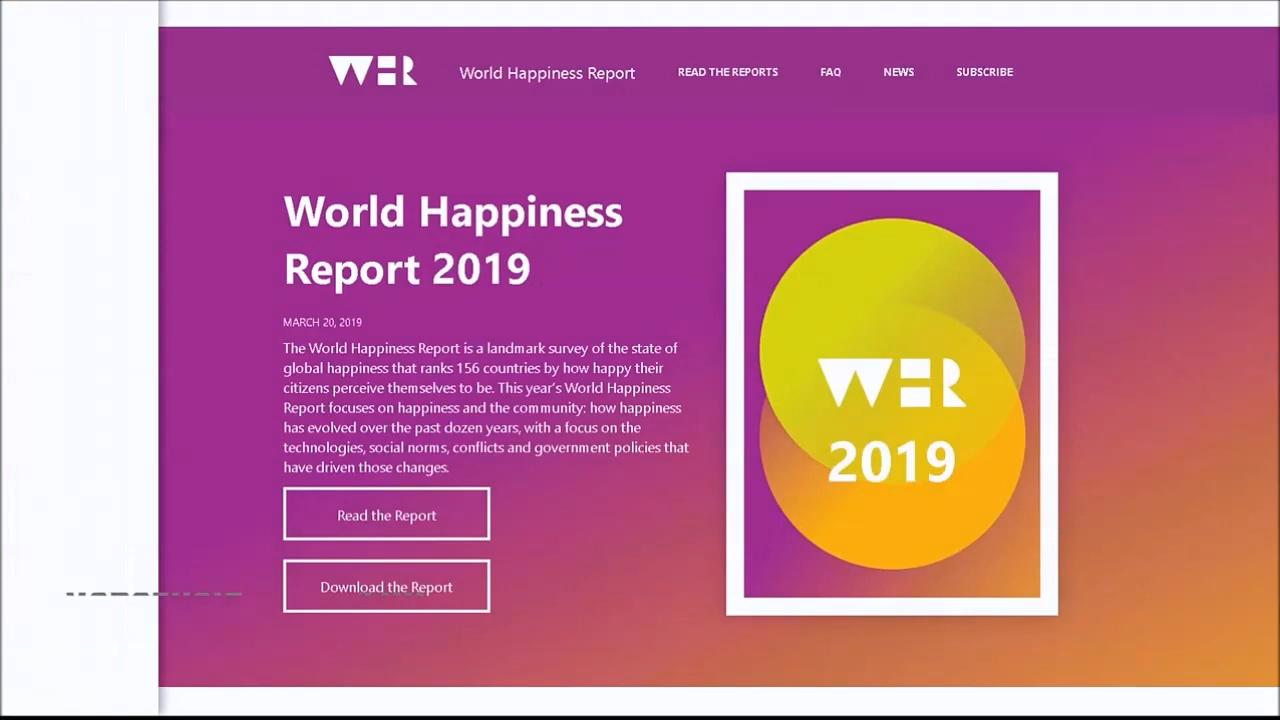 WHR
World Happiness Report
READ THE REPORTS
FAQ
NEWS
SUBSCRIBE
World Happiness
Report 2019
MARCH 20, 2019
The World Happiness Report is a landmark survey of the state of
global happiness that ranks 156 countries by how happy their
citizens perceive themselves to be. This year's World Happiness
Report focuses on happiness and the community: how happiness
has evolved over the past dozen years, with a focus on the
technologies, social norms, conflicts and government policies that
have driven those changes.
Read the Report
Download the Report
WHR
2019